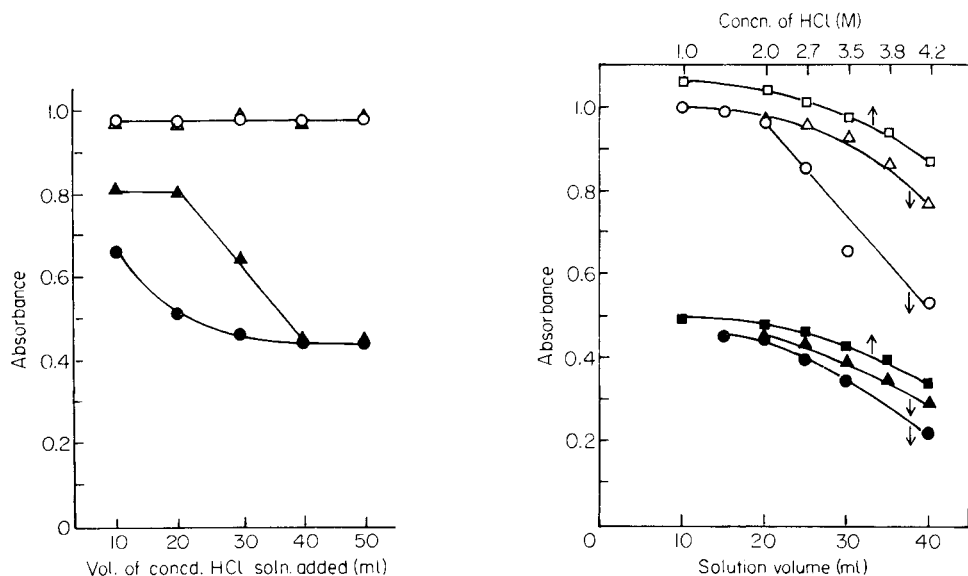 Absorbance
1.0
0.8
0.6
0.4
0.2
0
10 20 30 40 50
Vol. of concd. HCl soln. added (ml)
Concn. of HCl (M)
1.0 2.0 2.7 3.5 3.8 4.2
Absorbance
1.0
0.8
0.6
0.4
0.2
0 10 20 30 40
Solution volume (ml)